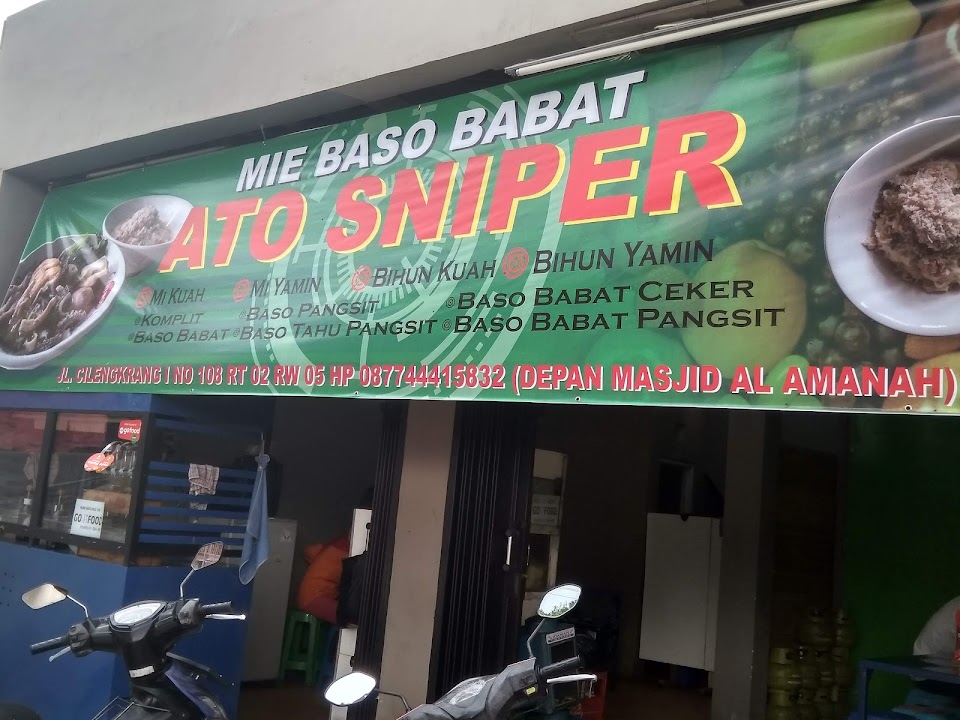 MIE BASO BABAT
ATO SNIPER
MI KUAH MI YAMIN BIHUN KUAH BIHUN YAMIN
KOMPLIT BASO PANGSIT BASO BABAT CEKER
BASO BABAT BASO TAHU PANGSIT BASO BABAT PANGSIT
JL. CILENGKRANG I NO 108 RT 02 RW 05 HP 087744415832 (DEPAN MASJID AL AMANAH)
gofood
GO FOOD